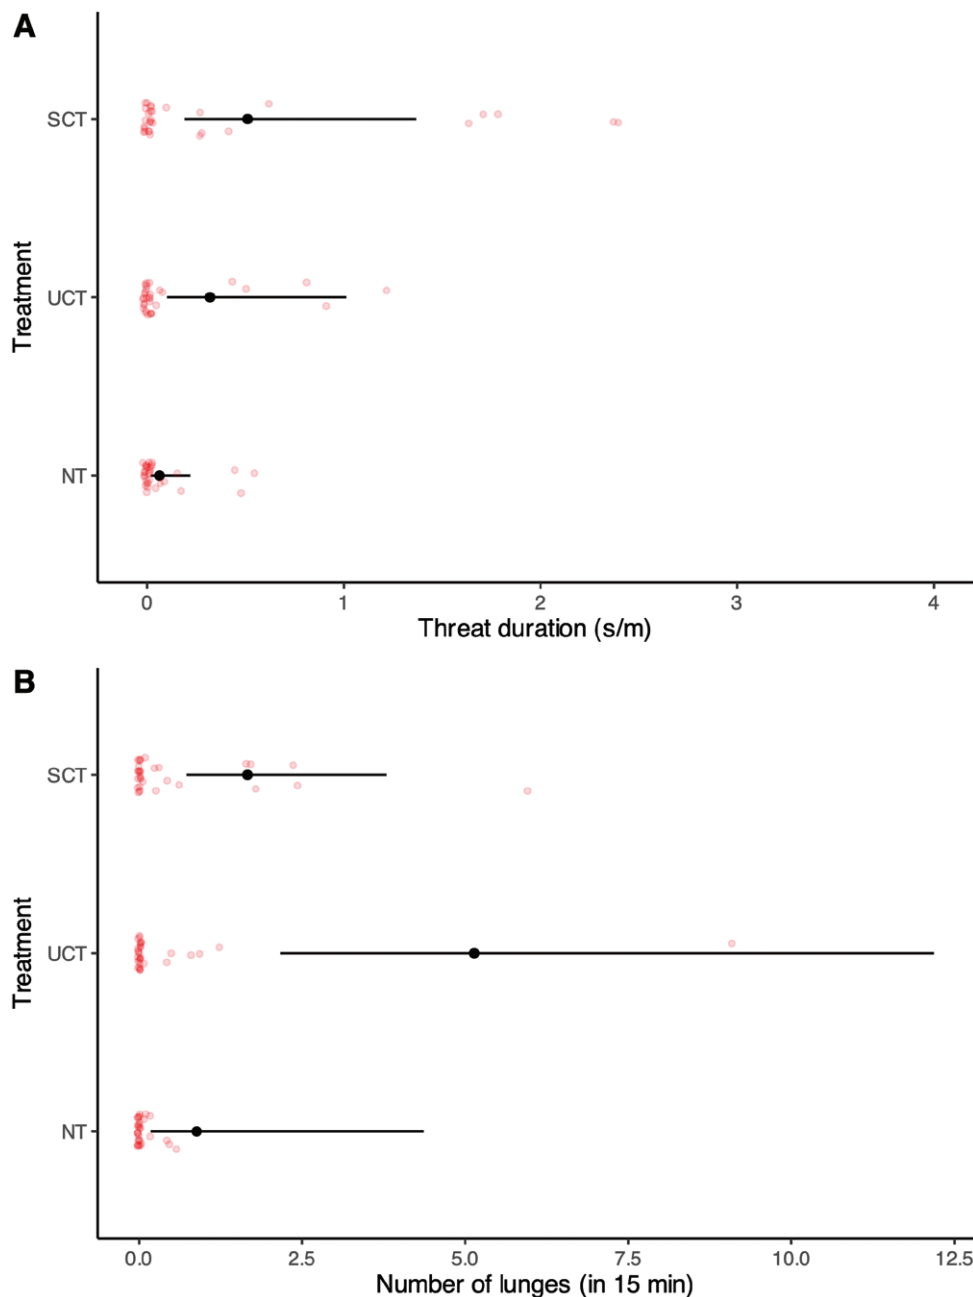 A
SCT
UCT
NT
Treatment
0 1 2 3 4
Threat duration (s/m)
B
SCT
UCT
NT
Treatment
0.0 2.5 5.0 7.5 10.0 12.5
Number of lunges (in 15 min)